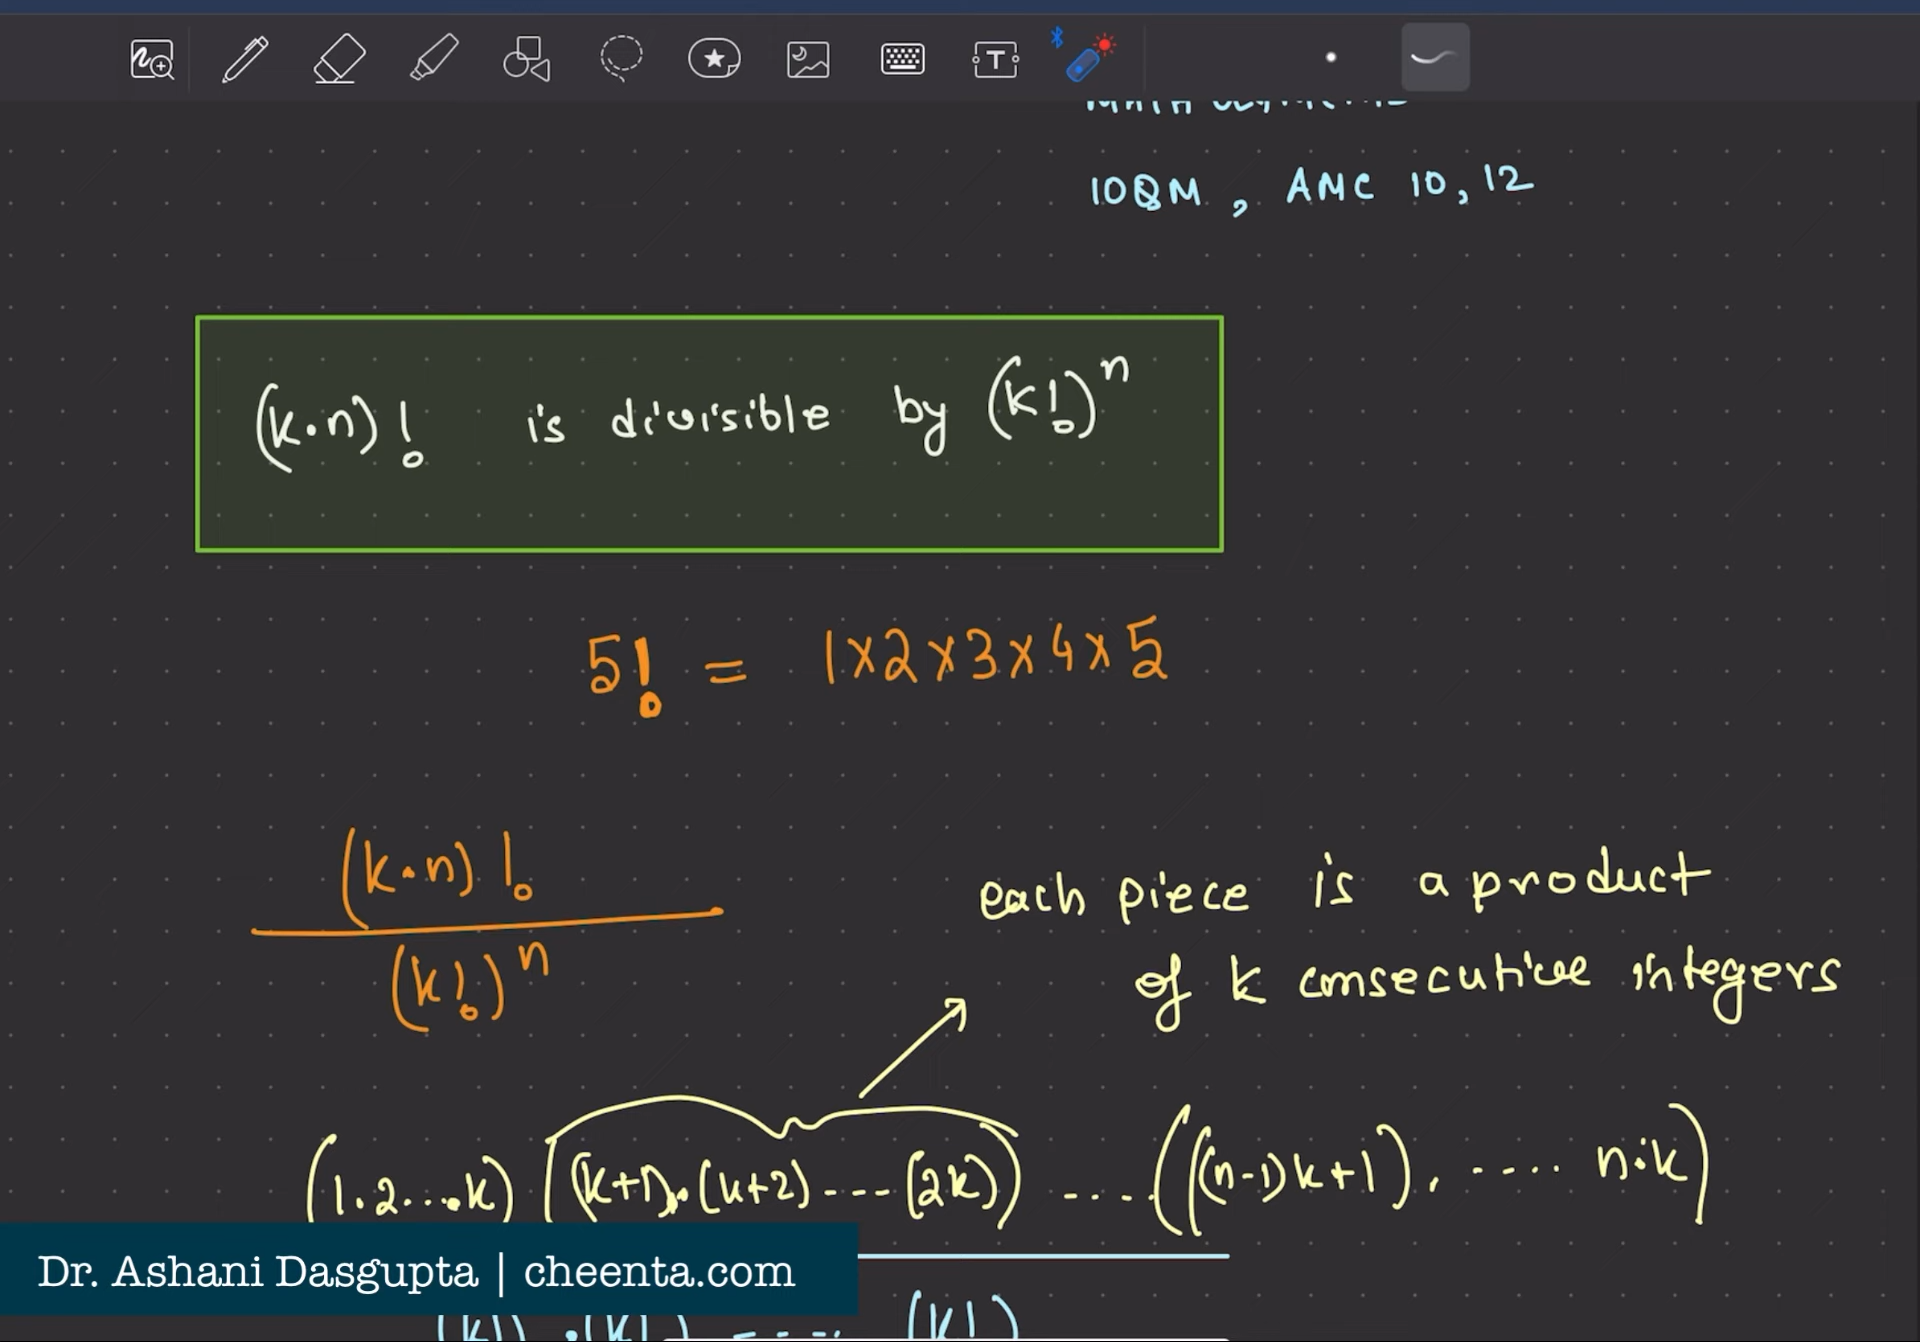 IOQM, AMC 10, 12
(k·n)! is divisible by (k!)ⁿ
5! = 1×2×3×4×5
(k·n)!
(k!)ⁿ
each piece is a product
of k consecutive integers
(1·2...·k) ((k+1)·(k+2)---(2k)) ....((n-1)k+1).---- n·k)
Dr. Ashani Dasgupta | cheenta.com
(k!)·(k!) ---- (k!)